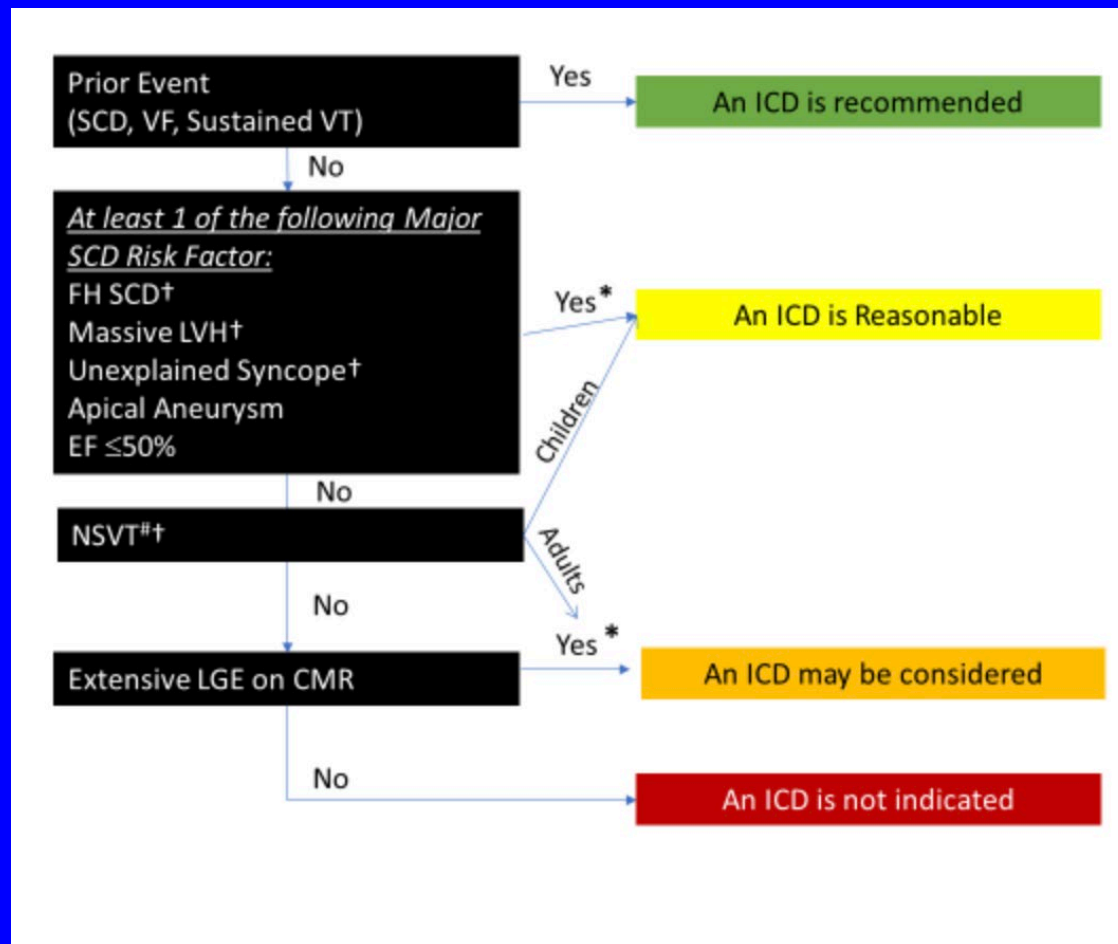 Prior Event
(SCD, VF, Sustained VT)
Yes
An ICD is recommended
No
At least 1 of the following Major
SCD Risk Factor:
FH SCD†
Massive LVH†
Unexplained Syncope†
Apical Aneurysm
EF ≤50%
Yes*
An ICD is Reasonable
Children
No
NSVT#†
Adults
No
Yes*
Extensive LGE on CMR
An ICD may be considered
No
An ICD is not indicated